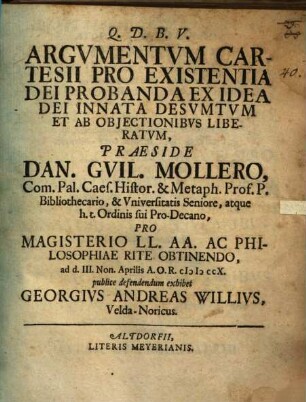 Q. D. B. V.
ARGVMENTVM CAR-
TESII PRO EXISTENTIA
DEI PROBANDA EX IDEA
DEI INNATA DESVMTVM
ET AB OBJECTIONIBVS LIBE-
RATVM,
PRAESIDE
DAN. GVIL. MOLLERO,
Com. Pal. Caeſ. Hiſtor. & Metaph. Prof. P.
Bibliothecario, & Vniverſitatis Seniore, atque
h. t. Ordinis ſui Pro-Decano,
PRO
MAGISTERIO LL. AA. AC PHI-
LOSOPHIAE RITE OBTINENDO,
ad d. III. Non. Aprilis A. O. R. cIɔ Iɔ ccX.
publice defendendum exhibet
GEORGIVS ANDREAS WILLIVS,
Velda-Noricus.
ALTDORFII,
LITERIS MEYERIANIS.
40.